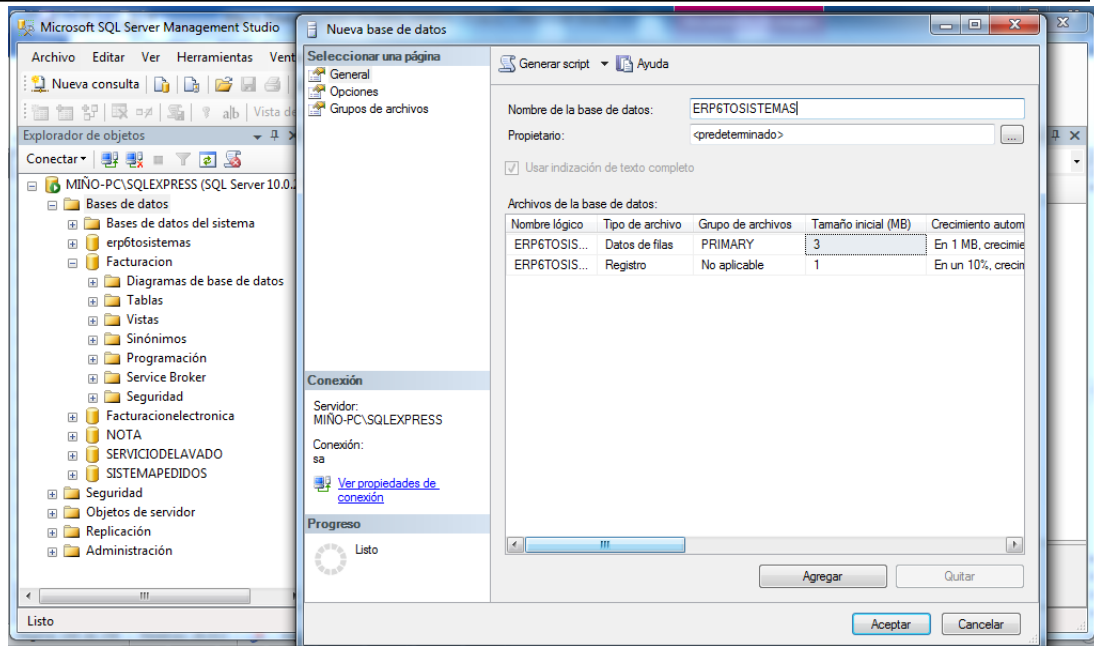 Microsoft SQL Server Management Studio
Archivo Editar Ver Herramientas Vent
Nueva consulta
Vista de
Explorador de objetos
Conectar
MIÑO-PC\SQLEXPRESS (SQL Server 10.0.
Bases de datos
Bases de datos del sistema
erp6tosistemas
Facturacion
Diagramas de base de datos
Tablas
Vistas
Sinónimos
Programación
Service Broker
Seguridad
Facturacionelectronica
NOTA
SERVICIODELAVADO
SISTEMAPEDIDOS
Seguridad
Objetos de servidor
Replicación
Administración
Listo
Nueva base de datos
Seleccionar una página
General
Opciones
Grupos de archivos
Conexión
Servidor:
MIÑO-PC\SQLEXPRESS
Conexión:
sa
Ver propiedades de
conexión
Progreso
Listo
Generar script Ayuda
Nombre de la base de datos: ERP6TOSISTEMAS
Propietario: <predeterminado> ...
Usar indización de texto completo
Archivos de la base de datos:
Nombre lógico Tipo de archivo Grupo de archivos Tamaño inicial (MB) Crecimiento autom
ERP6TOSIS... Datos de filas PRIMARY 3 En 1 MB, crecimie
ERP6TOSIS... Registro No aplicable 1 En un 10%, crecim
Agregar Quitar
Aceptar Cancelar